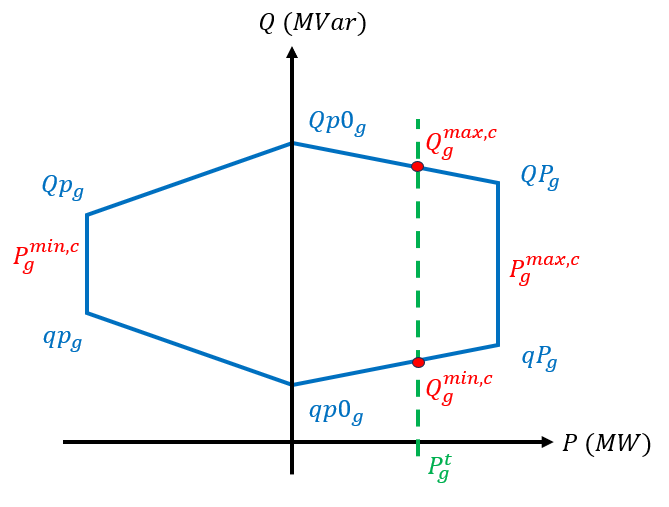 Q (MVar)
Qp0_g
Q_g^{max,c}
Qp_g
QP_g
P_g^{min,c}
P_g^{max,c}
qp_g
qP_g
Q_g^{min,c}
qp0_g
P (MW)
P_g^t